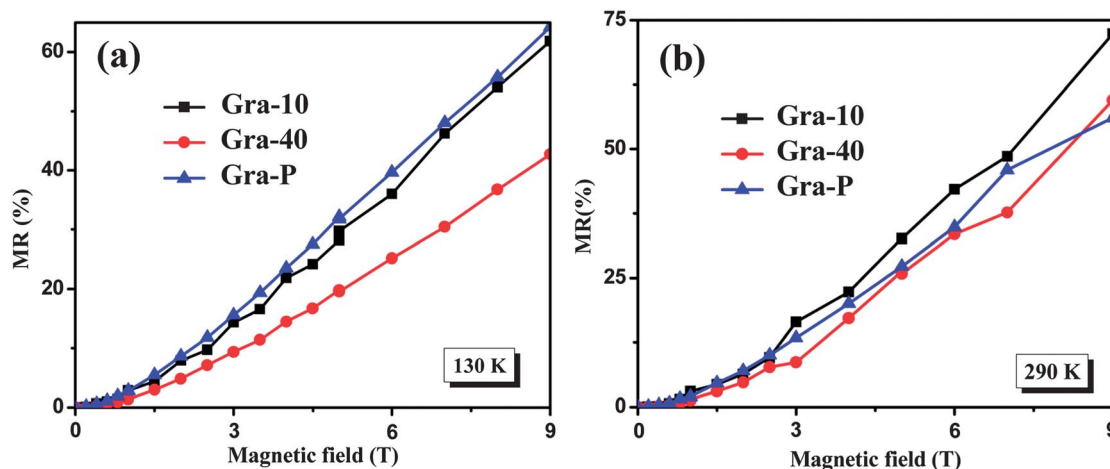 (a)
Gra-10
Gra-40
Gra-P
130 K
MR (%)
60
40
20
0
0
3
6
9
Magnetic field (T)
(b)
Gra-10
Gra-40
Gra-P
290 K
MR(%)
75
50
25
0
0
3
6
9
Magnetic field (T)